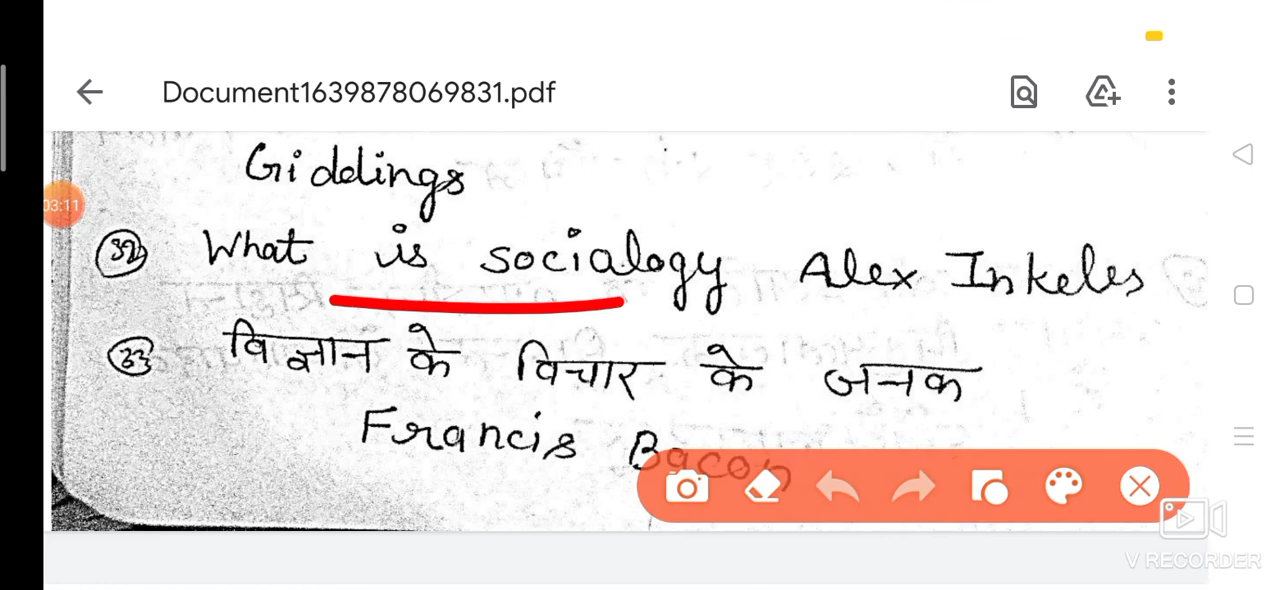 Document1639878069831.pdf
Giddings
03:11
32 What is socialogy Alex Inkeles
33 विज्ञान के विचार के जनक
Francis Bacon
V RECORDER